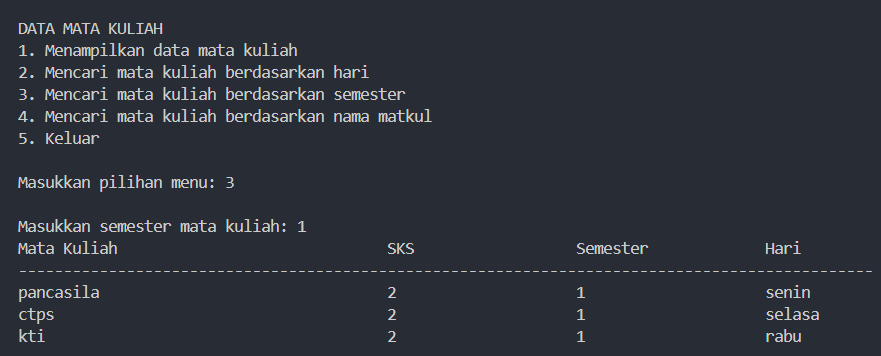 DATA MATA KULIAH
1. Menampilkan data mata kuliah
2. Mencari mata kuliah berdasarkan hari
3. Mencari mata kuliah berdasarkan semester
4. Mencari mata kuliah berdasarkan nama matkul
5. Keluar
Masukkan pilihan menu: 3
Masukkan semester mata kuliah: 1
Mata Kuliah SKS Semester Hari
-----------------------------------------------------------------------------------------------
pancasila 2 1 senin
ctps 2 1 selasa
kti 2 1 rabu